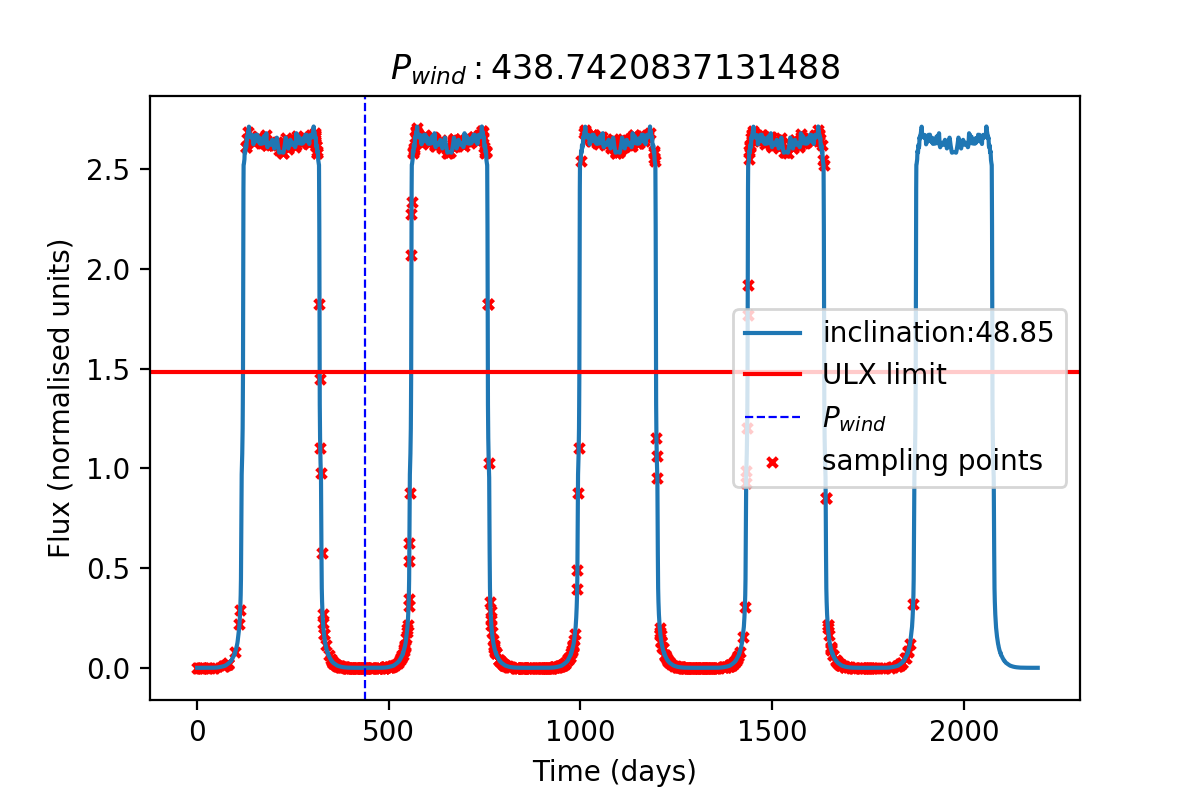 P_wind : 438.7420837131488
Flux (normalised units)
2.5
2.0
1.5
1.0
0.5
0.0
inclination:48.85
ULX limit
P_wind
sampling points
0 500 1000 1500 2000
Time (days)